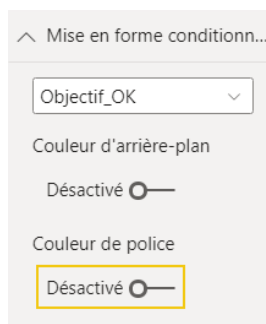 Mise en forme conditionn...
Objectif_OK
Couleur d'arrière-plan
Désactivé
Couleur de police
Désactivé